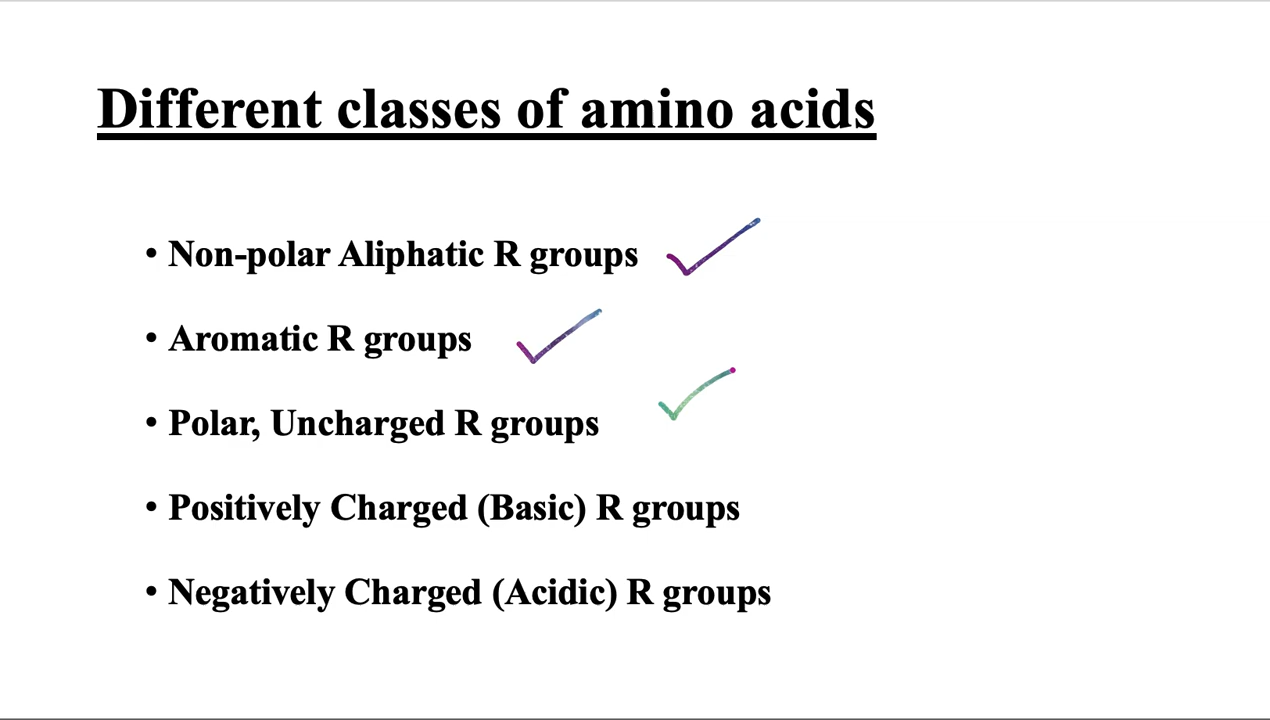 Different classes of amino acids
• Non-polar Aliphatic R groups
• Aromatic R groups
• Polar, Uncharged R groups
• Positively Charged (Basic) R groups
• Negatively Charged (Acidic) R groups